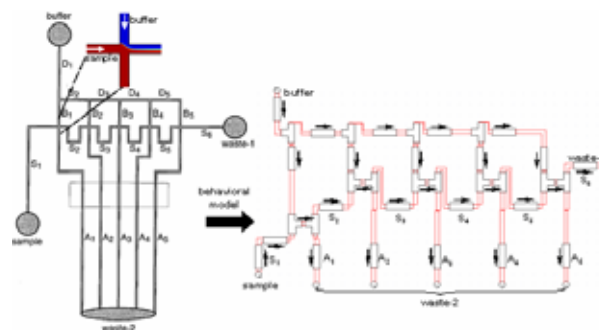 buffer
buffer
sample
D1
D2
D3
D4
D5
B1
B2
B3
B4
B5
S1
S2
S3
S4
S5
S6
waste-1
sample
A1
A2
A3
A4
A5
waste-2
behavioral
model
buffer
waste-
S6
S2
S3
S4
S5
S1
sample
A1
A2
A3
A4
A5
waste-2